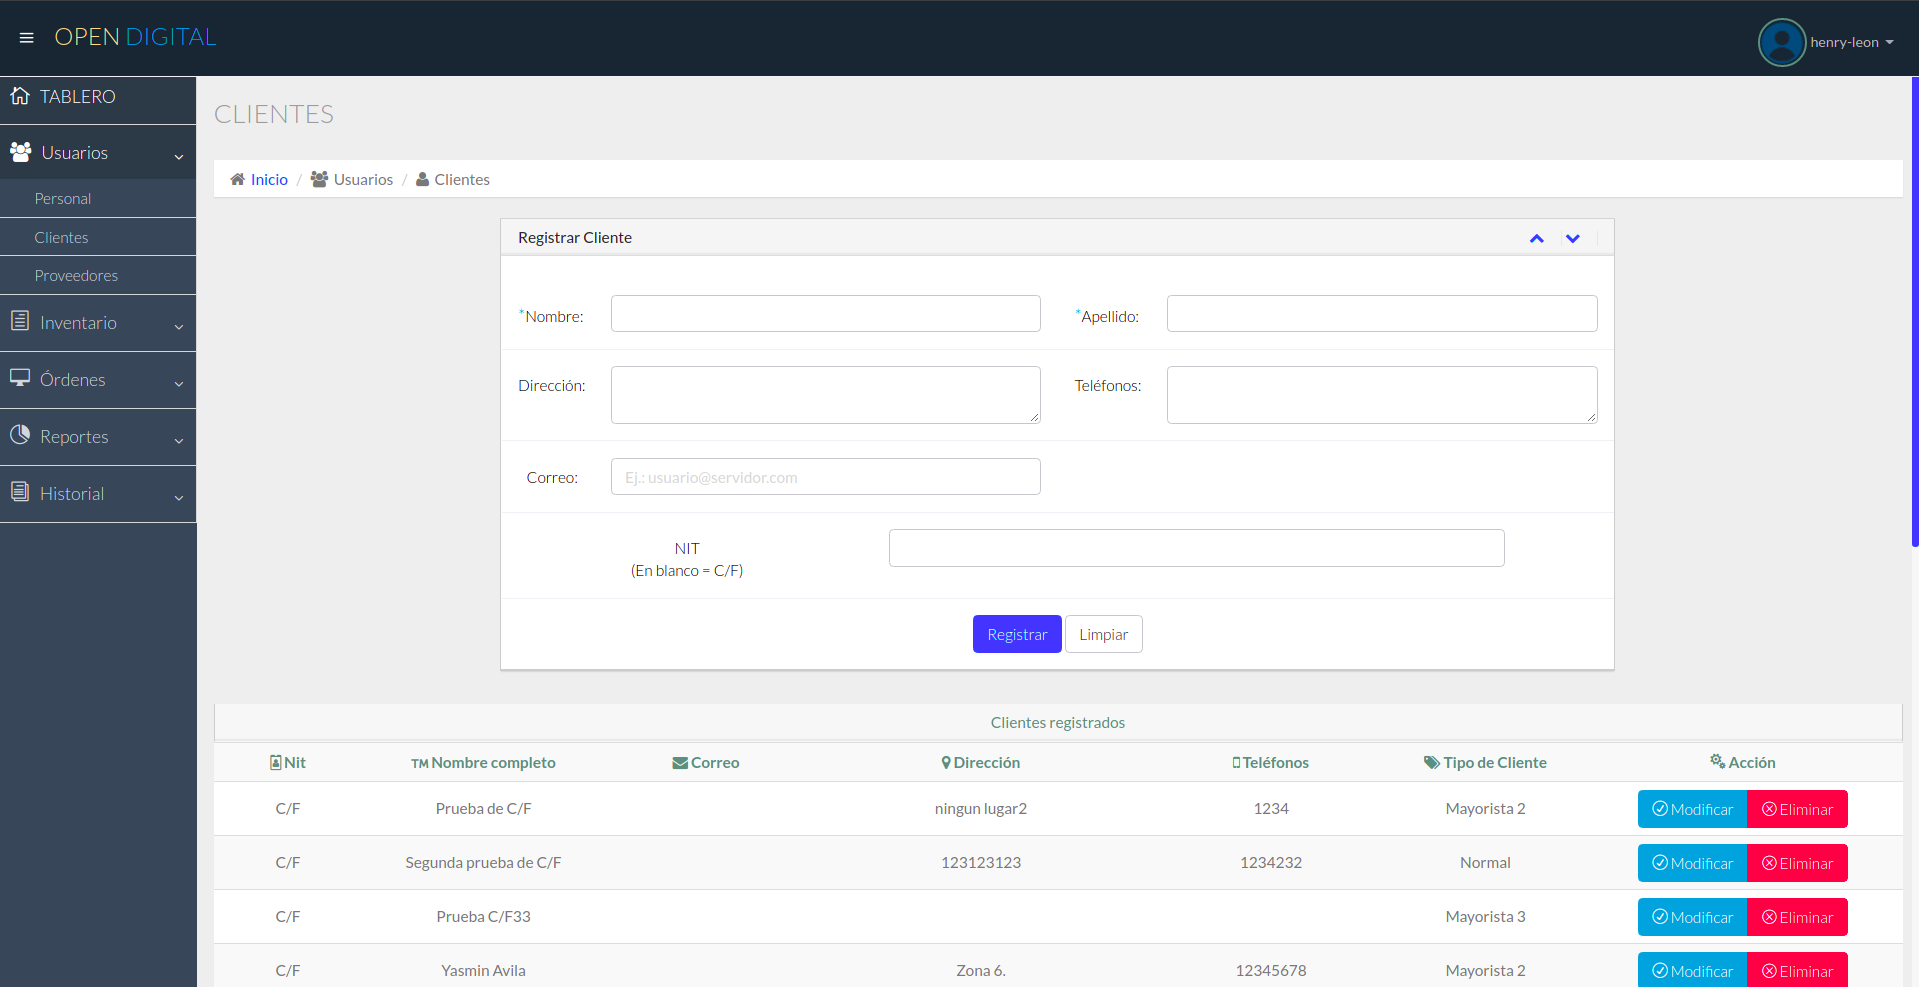 OPEN DIGITAL
henry-leon
TABLERO
Usuarios
Personal
Clientes
Proveedores
Inventario
Órdenes
Reportes
Historial
CLIENTES
Inicio / Usuarios / Clientes
Registrar Cliente
*Nombre:
*Apellido:
Dirección:
Teléfonos:
Correo:
Ej.: usuario@servidor.com
NIT
(En blanco = C/F)
Registrar
Limpiar
Clientes registrados
Nit TM Nombre completo Correo Dirección Teléfonos Tipo de Cliente Acción
C/F Prueba de C/F ningun lugar2 1234 Mayorista 2 Modificar Eliminar
C/F Segunda prueba de C/F 123123123 1234232 Normal Modificar Eliminar
C/F Prueba C/F33 Mayorista 3 Modificar Eliminar
C/F Yasmin Avila Zona 6. 12345678 Mayorista 2 Modificar Eliminar